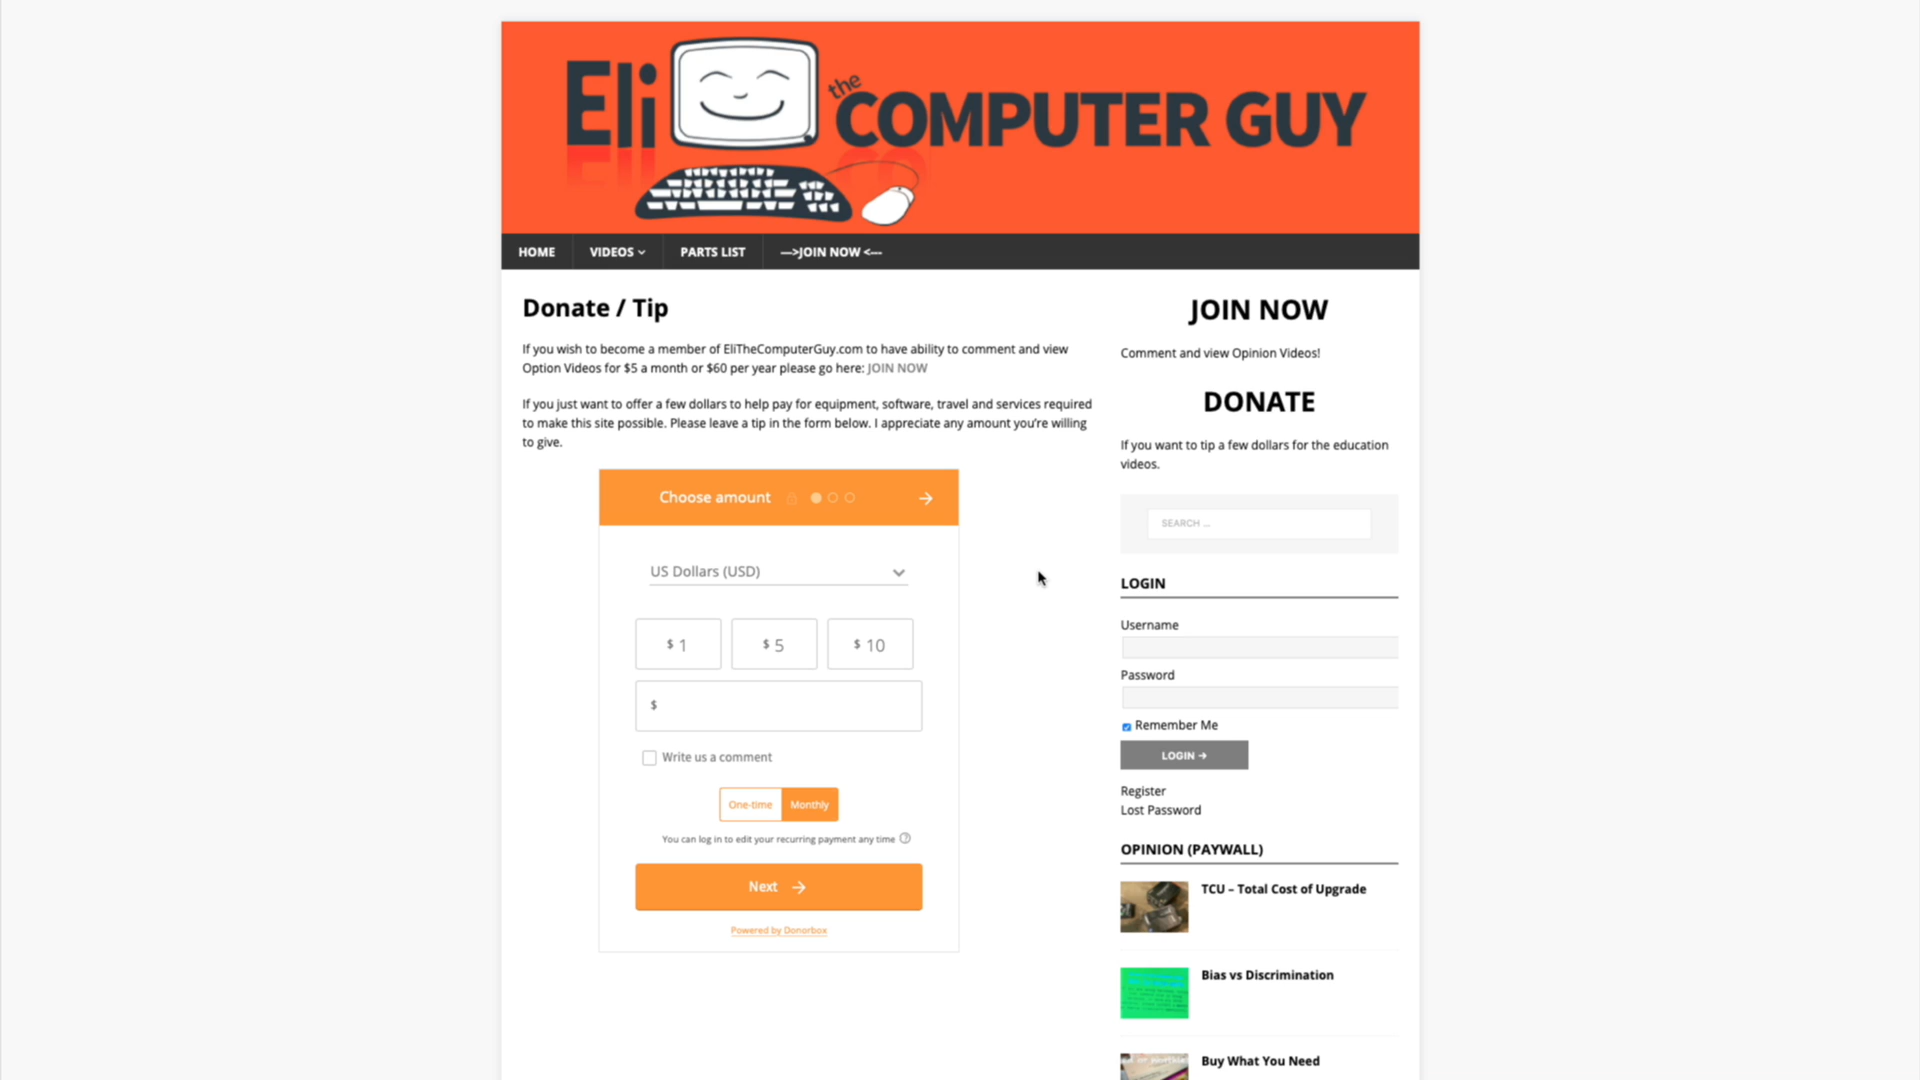 Eli the COMPUTER GUY
HOME
VIDEOS
PARTS LIST
--->JOIN NOW <---
Donate / Tip
If you wish to become a member of EliTheComputerGuy.com to have ability to comment and view
Option Videos for $5 a month or $60 per year please go here: JOIN NOW
If you just want to offer a few dollars to help pay for equipment, software, travel and services required
to make this site possible. Please leave a tip in the form below. I appreciate any amount you're willing
to give.
Choose amount
US Dollars (USD)
$ 1
$ 5
$ 10
$
Write us a comment
One-time
Monthly
You can log in to edit your recurring payment any time ?
Next
Powered by Donorbox
JOIN NOW
Comment and view Opinion Videos!
DONATE
If you want to tip a few dollars for the education
videos.
SEARCH ...
LOGIN
Username
Password
Remember Me
LOGIN →
Register
Lost Password
OPINION (PAYWALL)
TCU – Total Cost of Upgrade
Bias vs Discrimination
Buy What You Need